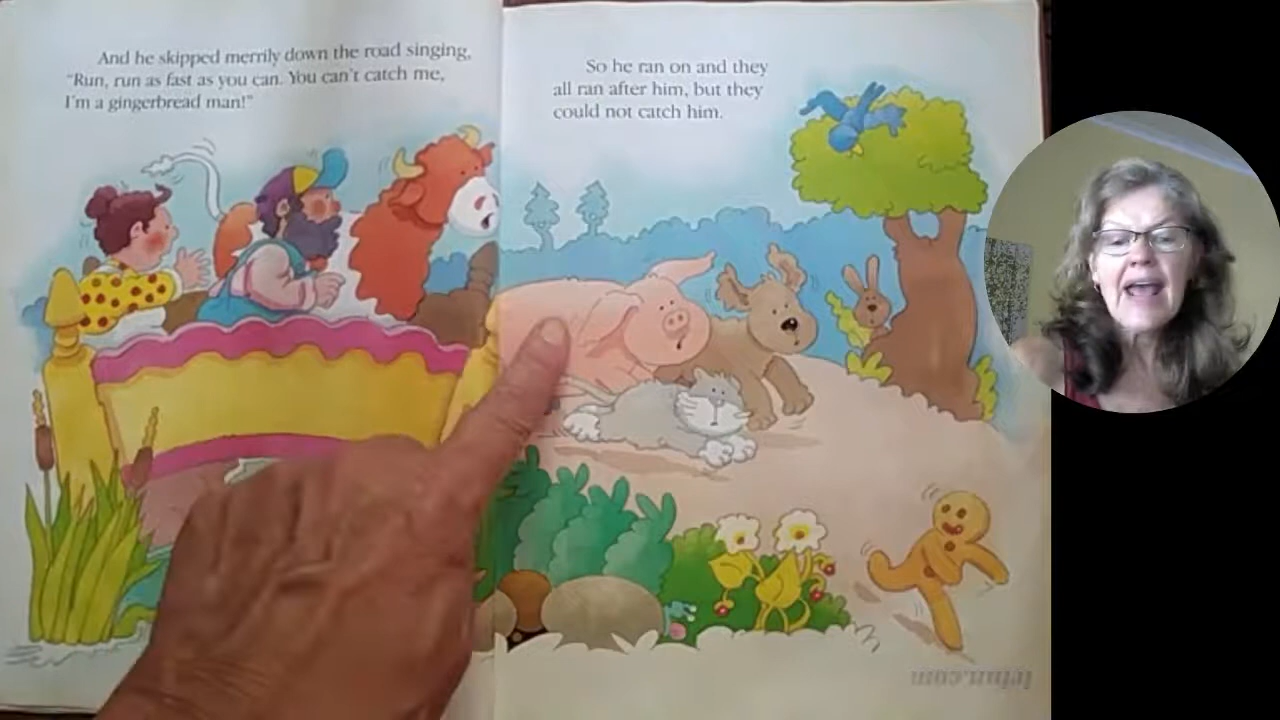 And he skipped merrily down the road singing,
"Run, run as fast as you can. You can't catch me,
I'm a gingerbread man!"
So he ran on and they
all ran after him, but they
could not catch him.